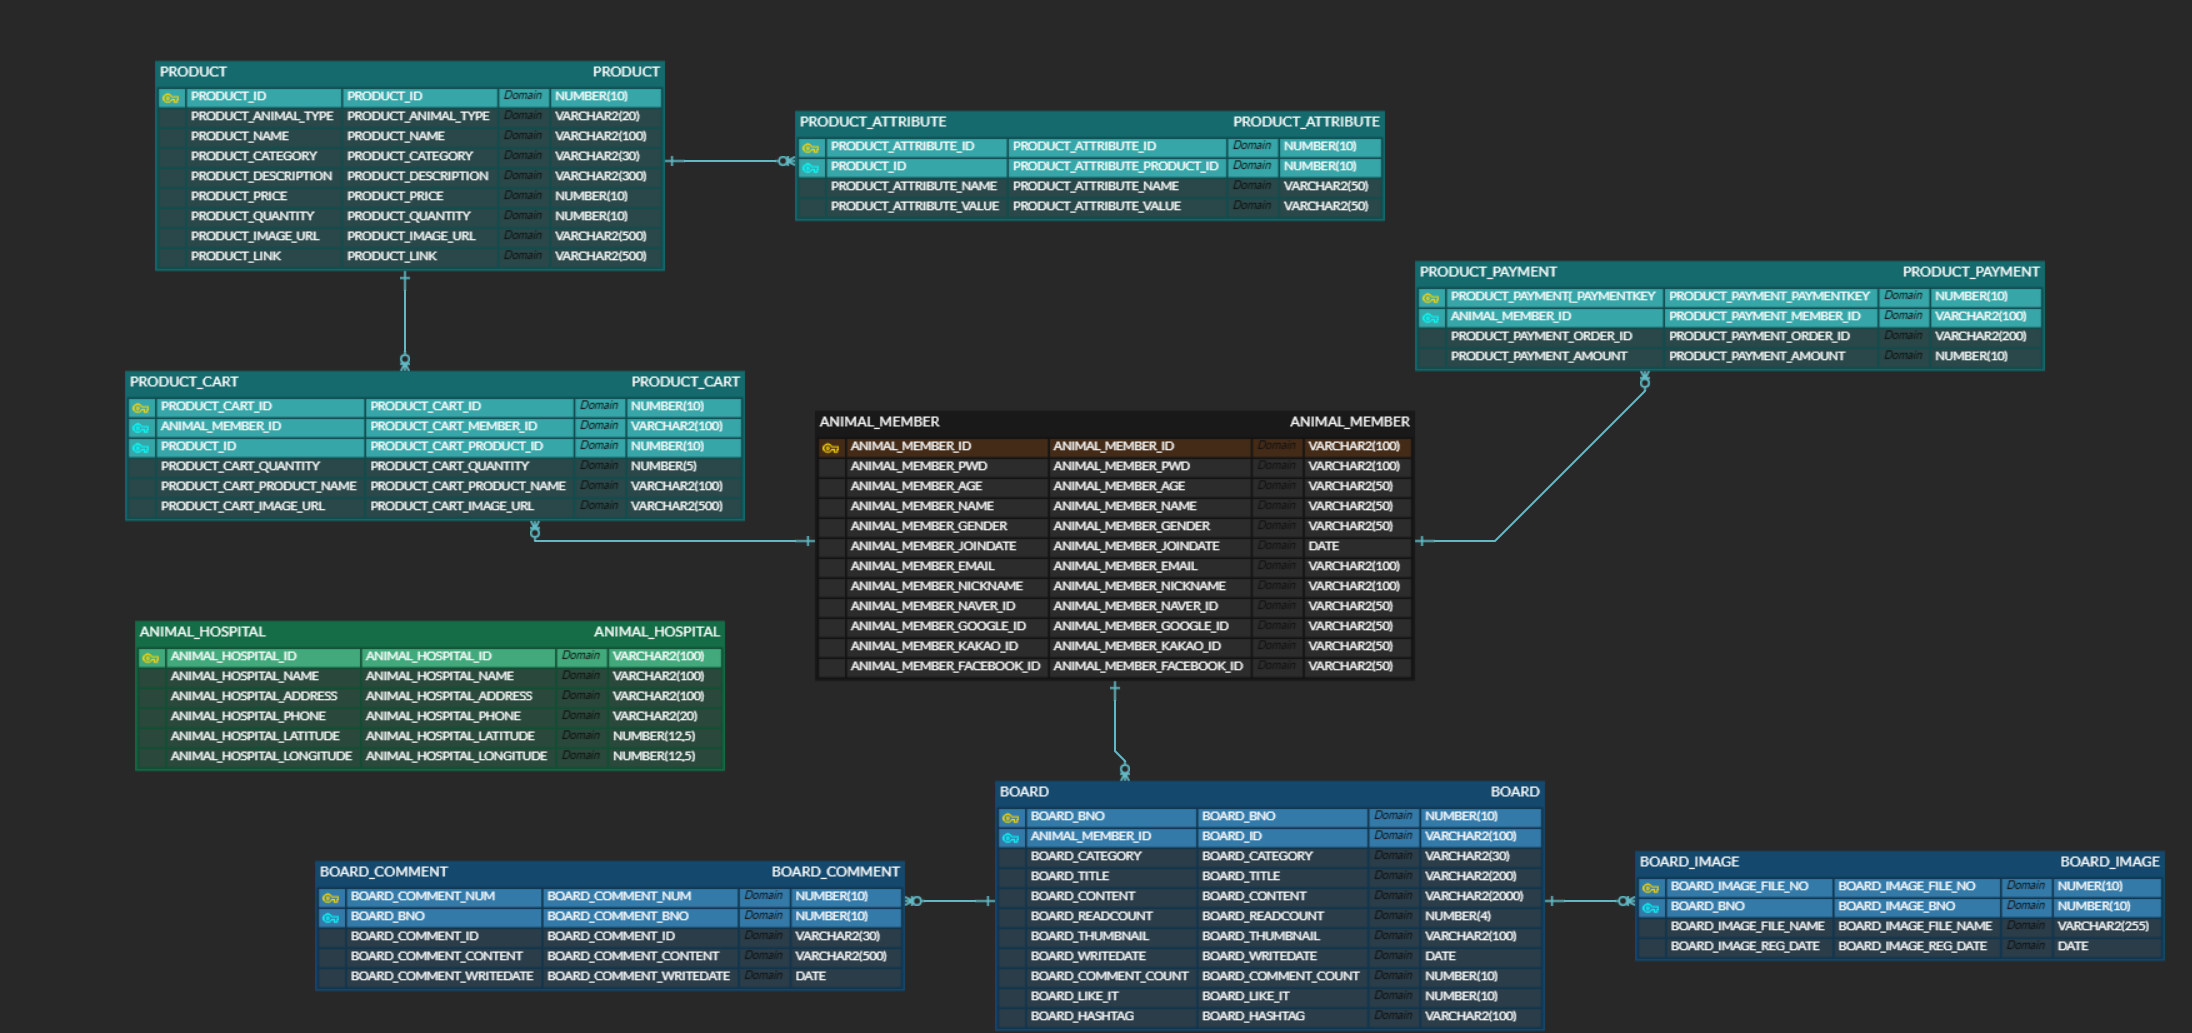 PRODUCT PRODUCT
PRODUCT_ID PRODUCT_ID Domain NUMBER(10)
PRODUCT_ANIMAL_TYPE PRODUCT_ANIMAL_TYPE Domain VARCHAR2(20)
PRODUCT_NAME PRODUCT_NAME Domain VARCHAR2(100)
PRODUCT_CATEGORY PRODUCT_CATEGORY Domain VARCHAR2(30)
PRODUCT_DESCRIPTION PRODUCT_DESCRIPTION Domain VARCHAR2(300)
PRODUCT_PRICE PRODUCT_PRICE Domain NUMBER(10)
PRODUCT_QUANTITY PRODUCT_QUANTITY Domain NUMBER(10)
PRODUCT_IMAGE_URL PRODUCT_IMAGE_URL Domain VARCHAR2(500)
PRODUCT_LINK PRODUCT_LINK Domain VARCHAR2(500)
PRODUCT_ATTRIBUTE PRODUCT_ATTRIBUTE
PRODUCT_ATTRIBUTE_ID PRODUCT_ATTRIBUTE_ID Domain NUMBER(10)
PRODUCT_ID PRODUCT_ATTRIBUTE_PRODUCT_ID Domain NUMBER(10)
PRODUCT_ATTRIBUTE_NAME PRODUCT_ATTRIBUTE_NAME Domain VARCHAR2(50)
PRODUCT_ATTRIBUTE_VALUE PRODUCT_ATTRIBUTE_VALUE Domain VARCHAR2(50)
PRODUCT_PAYMENT PRODUCT_PAYMENT
PRODUCT_PAYMENT[_PAYMENTKEY PRODUCT_PAYMENT_PAYMENTKEY Domain NUMBER(10)
ANIMAL_MEMBER_ID PRODUCT_PAYMENT_MEMBER_ID Domain VARCHAR2(100)
PRODUCT_PAYMENT_ORDER_ID PRODUCT_PAYMENT_ORDER_ID Domain VARCHAR2(200)
PRODUCT_PAYMENT_AMOUNT PRODUCT_PAYMENT_AMOUNT Domain NUMBER(10)
PRODUCT_CART PRODUCT_CART
PRODUCT_CART_ID PRODUCT_CART_ID Domain NUMBER(10)
ANIMAL_MEMBER_ID PRODUCT_CART_MEMBER_ID Domain VARCHAR2(100)
PRODUCT_ID PRODUCT_CART_PRODUCT_ID Domain NUMBER(10)
PRODUCT_CART_QUANTITY PRODUCT_CART_QUANTITY Domain NUMBER(5)
PRODUCT_CART_PRODUCT_NAME PRODUCT_CART_PRODUCT_NAME Domain VARCHAR2(100)
PRODUCT_CART_IMAGE_URL PRODUCT_CART_IMAGE_URL Domain VARCHAR2(500)
ANIMAL_MEMBER ANIMAL_MEMBER
ANIMAL_MEMBER_ID ANIMAL_MEMBER_ID Domain VARCHAR2(100)
ANIMAL_MEMBER_PWD ANIMAL_MEMBER_PWD Domain VARCHAR2(100)
ANIMAL_MEMBER_AGE ANIMAL_MEMBER_AGE Domain VARCHAR2(50)
ANIMAL_MEMBER_NAME ANIMAL_MEMBER_NAME Domain VARCHAR2(50)
ANIMAL_MEMBER_GENDER ANIMAL_MEMBER_GENDER Domain VARCHAR2(50)
ANIMAL_MEMBER_JOINDATE ANIMAL_MEMBER_JOINDATE Domain DATE
ANIMAL_MEMBER_EMAIL ANIMAL_MEMBER_EMAIL Domain VARCHAR2(100)
ANIMAL_MEMBER_NICKNAME ANIMAL_MEMBER_NICKNAME Domain VARCHAR2(100)
ANIMAL_MEMBER_NAVER_ID ANIMAL_MEMBER_NAVER_ID Domain VARCHAR2(50)
ANIMAL_MEMBER_GOOGLE_ID ANIMAL_MEMBER_GOOGLE_ID Domain VARCHAR2(50)
ANIMAL_MEMBER_KAKAO_ID ANIMAL_MEMBER_KAKAO_ID Domain VARCHAR2(50)
ANIMAL_MEMBER_FACEBOOK_ID ANIMAL_MEMBER_FACEBOOK_ID Domain VARCHAR2(50)
ANIMAL_HOSPITAL ANIMAL_HOSPITAL
ANIMAL_HOSPITAL_ID ANIMAL_HOSPITAL_ID Domain VARCHAR2(100)
ANIMAL_HOSPITAL_NAME ANIMAL_HOSPITAL_NAME Domain VARCHAR2(100)
ANIMAL_HOSPITAL_ADDRESS ANIMAL_HOSPITAL_ADDRESS Domain VARCHAR2(100)
ANIMAL_HOSPITAL_PHONE ANIMAL_HOSPITAL_PHONE Domain VARCHAR2(20)
ANIMAL_HOSPITAL_LATITUDE ANIMAL_HOSPITAL_LATITUDE Domain NUMBER(12,5)
ANIMAL_HOSPITAL_LONGITUDE ANIMAL_HOSPITAL_LONGITUDE Domain NUMBER(12,5)
BOARD BOARD
BOARD_BNO BOARD_BNO Domain NUMBER(10)
ANIMAL_MEMBER_ID BOARD_ID Domain VARCHAR2(100)
BOARD_CATEGORY BOARD_CATEGORY Domain VARCHAR2(30)
BOARD_TITLE BOARD_TITLE Domain VARCHAR2(200)
BOARD_CONTENT BOARD_CONTENT Domain VARCHAR2(2000)
BOARD_READCOUNT BOARD_READCOUNT Domain NUMBER(4)
BOARD_THUMBNAIL BOARD_THUMBNAIL Domain VARCHAR2(100)
BOARD_WRITEDATE BOARD_WRITEDATE Domain DATE
BOARD_COMMENT_COUNT BOARD_COMMENT_COUNT Domain NUMBER(10)
BOARD_LIKE_IT BOARD_LIKE_IT Domain NUMBER(10)
BOARD_HASHTAG BOARD_HASHTAG Domain VARCHAR2(100)
BOARD_COMMENT BOARD_COMMENT
BOARD_COMMENT_NUM BOARD_COMMENT_NUM Domain NUMBER(10)
BOARD_BNO BOARD_COMMENT_BNO Domain NUMBER(10)
BOARD_COMMENT_ID BOARD_COMMENT_ID Domain VARCHAR2(30)
BOARD_COMMENT_CONTENT BOARD_COMMENT_CONTENT Domain VARCHAR2(500)
BOARD_COMMENT_WRITEDATE BOARD_COMMENT_WRITEDATE Domain DATE
BOARD_IMAGE BOARD_IMAGE
BOARD_IMAGE_FILE_NO BOARD_IMAGE_FILE_NO Domain NUMER(10)
BOARD_BNO BOARD_IMAGE_BNO Domain NUMBER(10)
BOARD_IMAGE_FILE_NAME BOARD_IMAGE_FILE_NAME Domain VARCHAR2(255)
BOARD_IMAGE_REG_DATE BOARD_IMAGE_REG_DATE Domain DATE